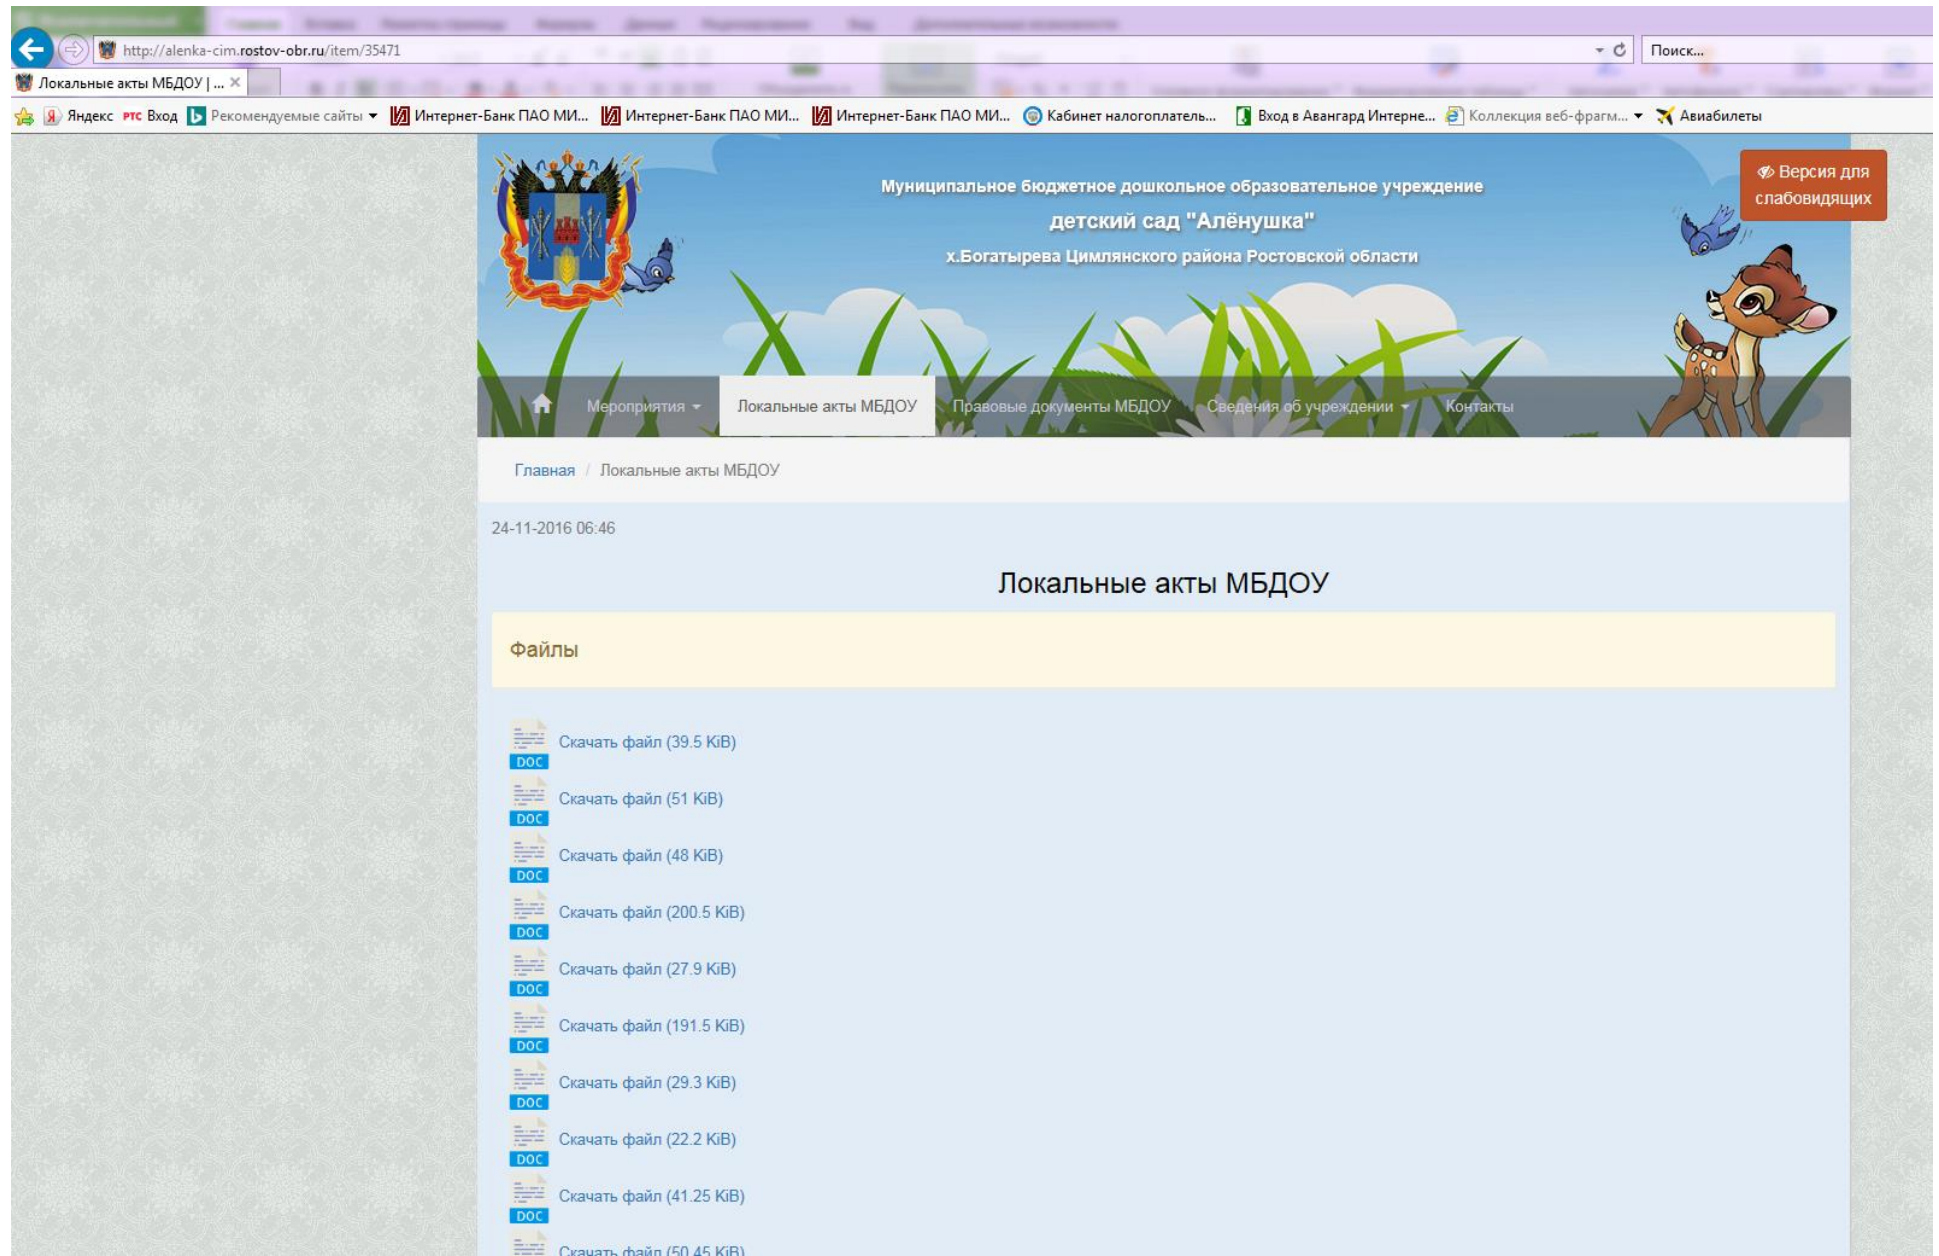 http://alenka-cim.rostov-obr.ru/item/35471
Поиск...
Локальные акты МБДОУ | ...
Яндекс РТС Вход Рекомендуемые сайты Интернет-Банк ПАО МИ... Интернет-Банк ПАО МИ... Интернет-Банк ПАО МИ... Кабинет налогоплатель... Вход в Авангард Интерне... Коллекция веб-фрагм... Авиабилеты
Муниципальное бюджетное дошкольное образовательное учреждение
детский сад "Алёнушка"
х.Богатырева Цимлянского района Ростовской области
Версия для
слабовидящих
Мероприятия Локальные акты МБДОУ Правовые документы МБДОУ Сведения об учреждении Контакты
Главная / Локальные акты МБДОУ
24-11-2016 06:46
Локальные акты МБДОУ
Файлы
DOC Скачать файл (39.5 KiB)
DOC Скачать файл (51 KiB)
DOC Скачать файл (48 KiB)
DOC Скачать файл (200.5 KiB)
DOC Скачать файл (27.9 KiB)
DOC Скачать файл (191.5 KiB)
DOC Скачать файл (29.3 KiB)
DOC Скачать файл (22.2 KiB)
DOC Скачать файл (41.25 KiB)
Скачать файл (50.45 KiB)